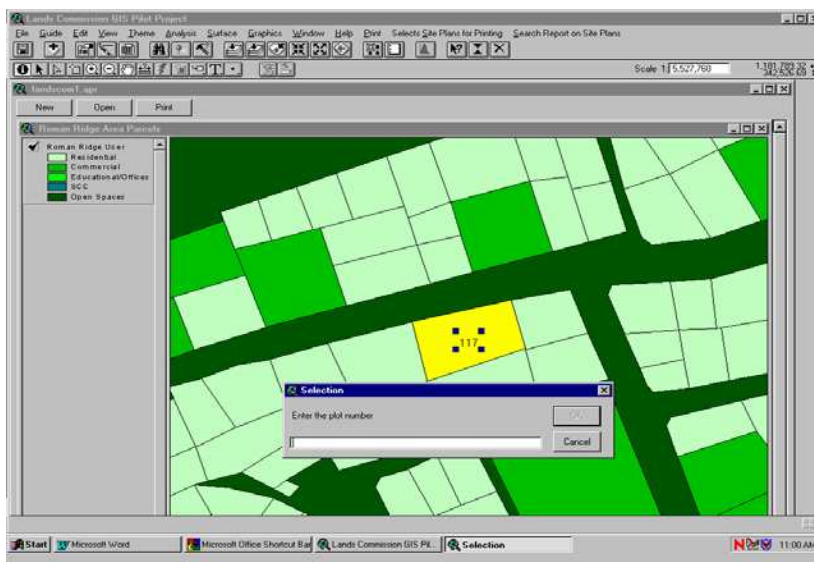 Lands Commission GIS Pilot Project
File Guide Edit View Theme Analysis Surface Graphics Window Help Print Selects Site Plans for Printing Search Report on Site Plans
Scale 1: 5,527,760
landscom1.apr
New Open Print
Roman Ridge Area Parcels
Roman Ridge User
Residential
Commercial
Educational/Offices
SCC
Open Spaces
117
Selection
Enter the plot number
OK
Cancel
Start Microsoft Word Microsoft Office Shortcut Bar Lands Commission GIS Pil... Selection 11:00 AM